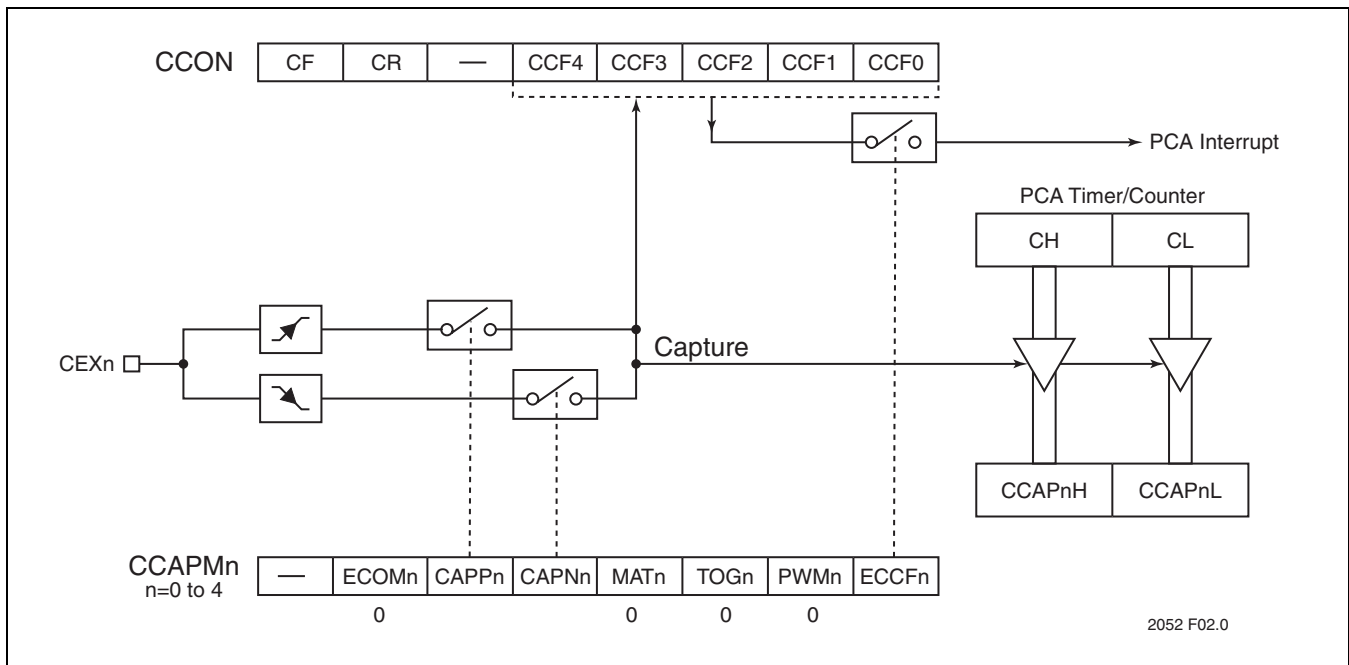 CCON CF CR — CCF4 CCF3 CCF2 CCF1 CCF0
PCA Interrupt
PCA Timer/Counter
CH CL
CEXn
Capture
CCAPnH CCAPnL
CCAPMn — ECOMn CAPPn CAPNn MATn TOGn PWMn ECCFn
n=0 to 4
0 0 0 0
2052 F02.0